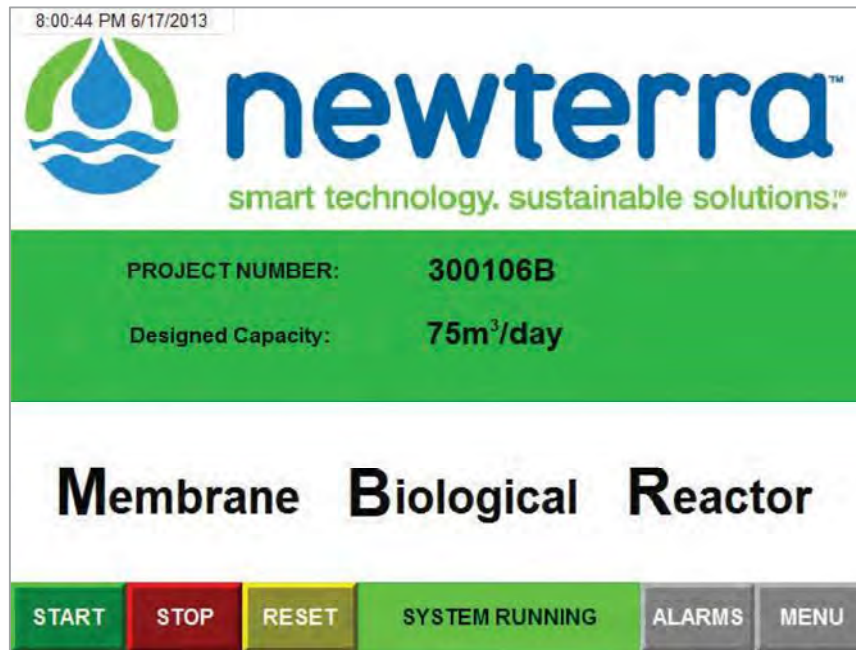 8:00:44 PM 6/17/2013
newterra™
smart technology. sustainable solutions.™
PROJECT NUMBER: 300106B
Designed Capacity: 75m³/day
Membrane Biological Reactor
START STOP RESET SYSTEM RUNNING ALARMS MENU